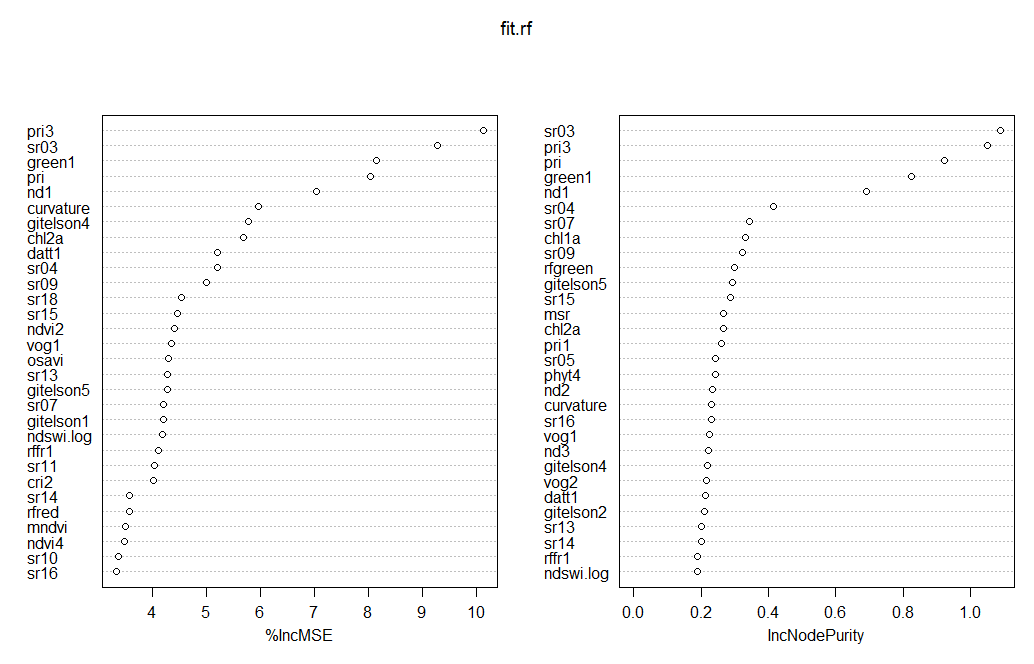 fit.rf
pri3
sr03
green1
pri
nd1
curvature
gitelson4
chl2a
datt1
sr04
sr09
sr18
sr15
ndvi2
vog1
osavi
sr13
gitelson5
sr07
gitelson1
ndswi.log
rffr1
sr11
cri2
sr14
rfred
mndvi
ndvi4
sr10
sr16
4 5 6 7 8 9 10
%IncMSE
sr03
pri3
pri
green1
nd1
sr04
sr07
chl1a
sr09
rfgreen
gitelson5
sr15
msr
chl2a
pri1
sr05
phyt4
nd2
curvature
sr16
vog1
nd3
gitelson4
vog2
datt1
gitelson2
sr13
sr14
rffr1
ndswi.log
0.0 0.2 0.4 0.6 0.8 1.0
IncNodePurity